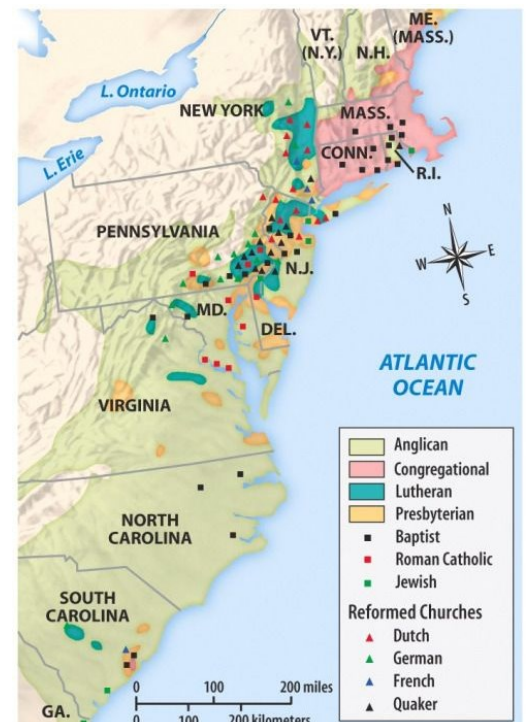 VT.
(N.Y.)
ME.
(MASS.)
N.H.
L. Ontario
NEW YORK
MASS.
L. Erie
CONN.
R.I.
PENNSYLVANIA
N
W
E
S
N.J.
MD.
DEL.
ATLANTIC
OCEAN
VIRGINIA
Anglican
Congregational
Lutheran
Presbyterian
Baptist
Roman Catholic
Jewish
Reformed Churches
Dutch
German
French
Quaker
NORTH
CAROLINA
SOUTH
CAROLINA
GA.
0 100 200 miles
0 100 200 kilometers